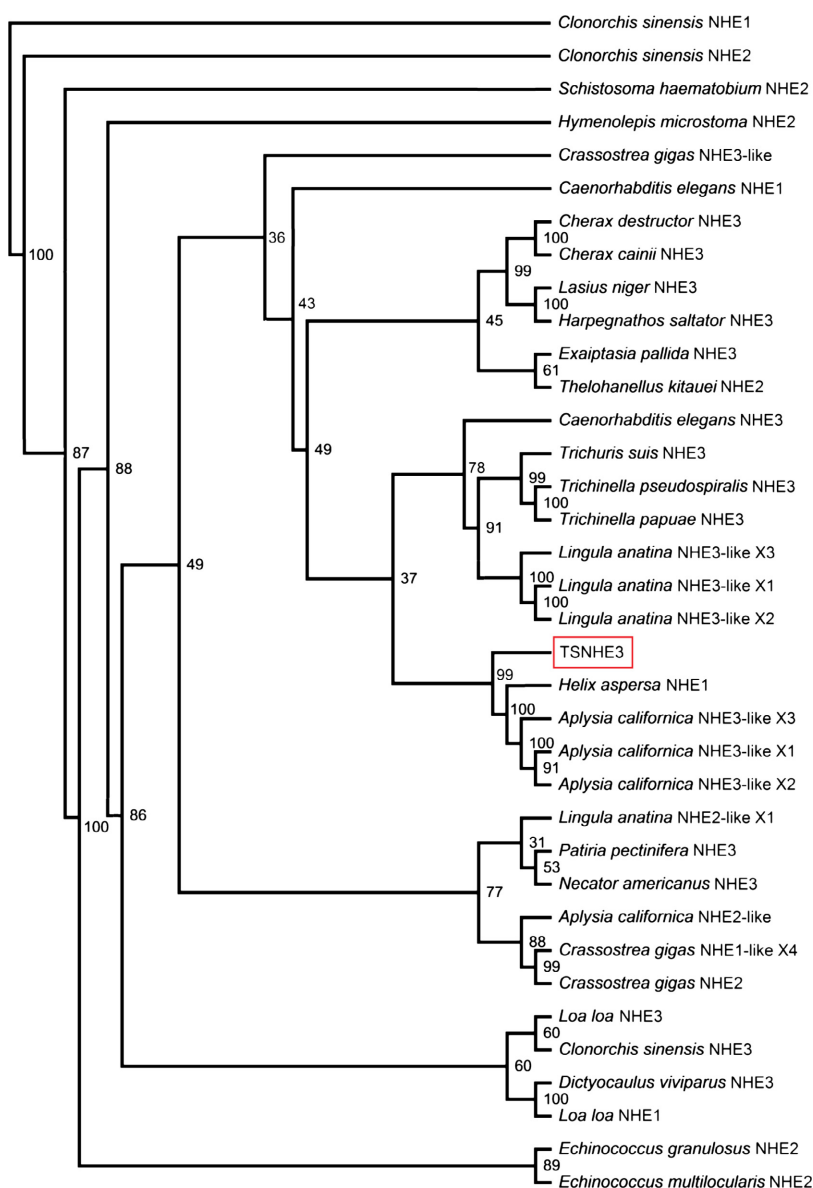 Clonorchis sinensis NHE1
Clonorchis sinensis NHE2
Schistosoma haematobium NHE2
Hymenolepis microstoma NHE2
Crassostrea gigas NHE3-like
Caenorhabditis elegans NHE1
Cherax destructor NHE3
36
100
100
Cherax cainii NHE3
99
Lasius niger NHE3
43
100
Harpegnathos saltator NHE3
45
Exaiptasia pallida NHE3
61
Thelohanellus kitauei NHE2
Caenorhabditis elegans NHE3
87
49
Trichuris suis NHE3
88
78
99
Trichinella pseudospiralis NHE3
100
Trichinella papuae NHE3
91
Lingula anatina NHE3-like X3
49
37
100
Lingula anatina NHE3-like X1
100
Lingula anatina NHE3-like X2
TSNHE3
99
Helix aspersa NHE1
100
Aplysia californica NHE3-like X3
100
Aplysia californica NHE3-like X1
91
Aplysia californica NHE3-like X2
86
Lingula anatina NHE2-like X1
100
31
Patiria pectinifera NHE3
53
Necator americanus NHE3
77
Aplysia californica NHE2-like
88
Crassostrea gigas NHE1-like X4
99
Crassostrea gigas NHE2
Loa loa NHE3
60
Clonorchis sinensis NHE3
60
Dictyocaulus viviparus NHE3
100
Loa loa NHE1
Echinococcus granulosus NHE2
89
Echinococcus multilocularis NHE2